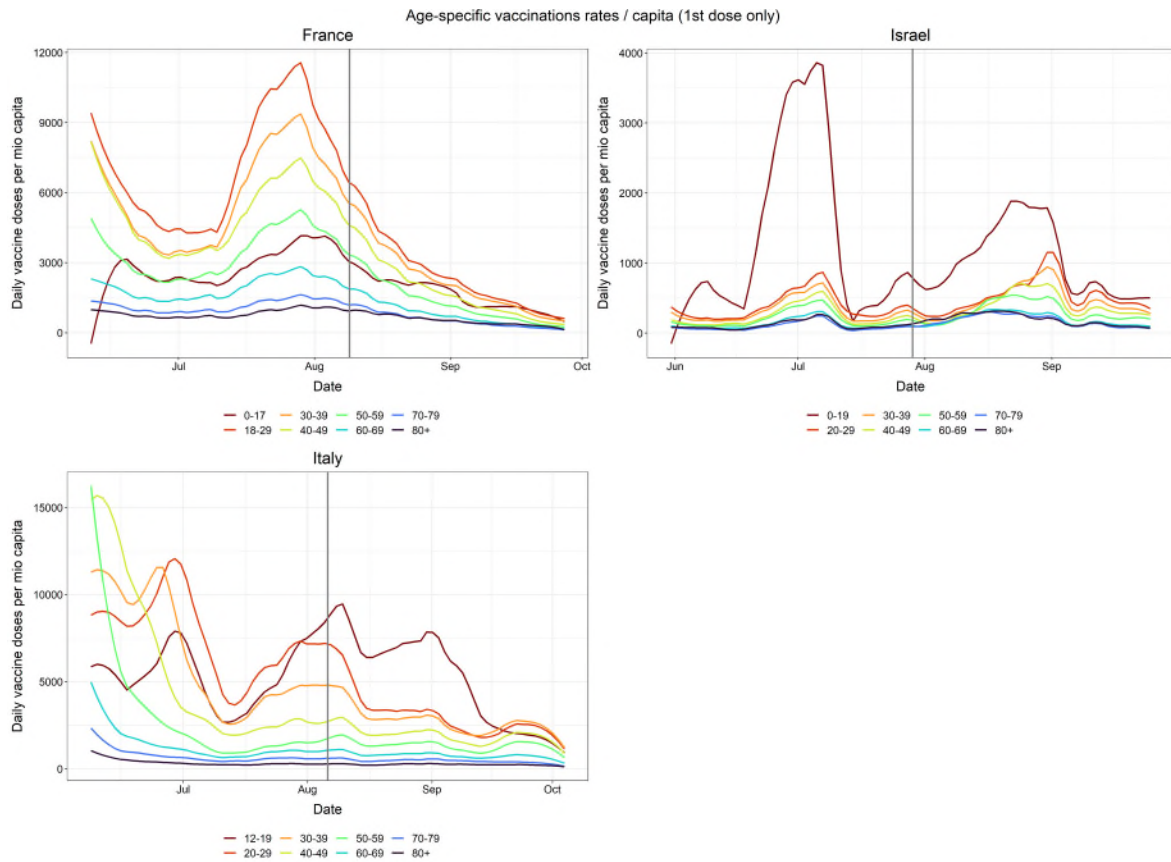 Age-specific vaccinations rates / capita (1st dose only)
France
Daily vaccine doses per mio capita
12000
9000
6000
3000
0
Jul
Aug
Sep
Oct
Date
0-17
30-39
50-59
70-79
18-29
40-49
60-69
80+
Israel
Daily vaccine doses per mio capita
4000
3000
2000
1000
0
Jun
Jul
Aug
Sep
Date
0-19
30-39
50-59
70-79
20-29
40-49
60-69
80+
Italy
Daily vaccine doses per mio capita
15000
10000
5000
0
Jul
Aug
Sep
Oct
Date
12-19
30-39
50-59
70-79
20-29
40-49
60-69
80+